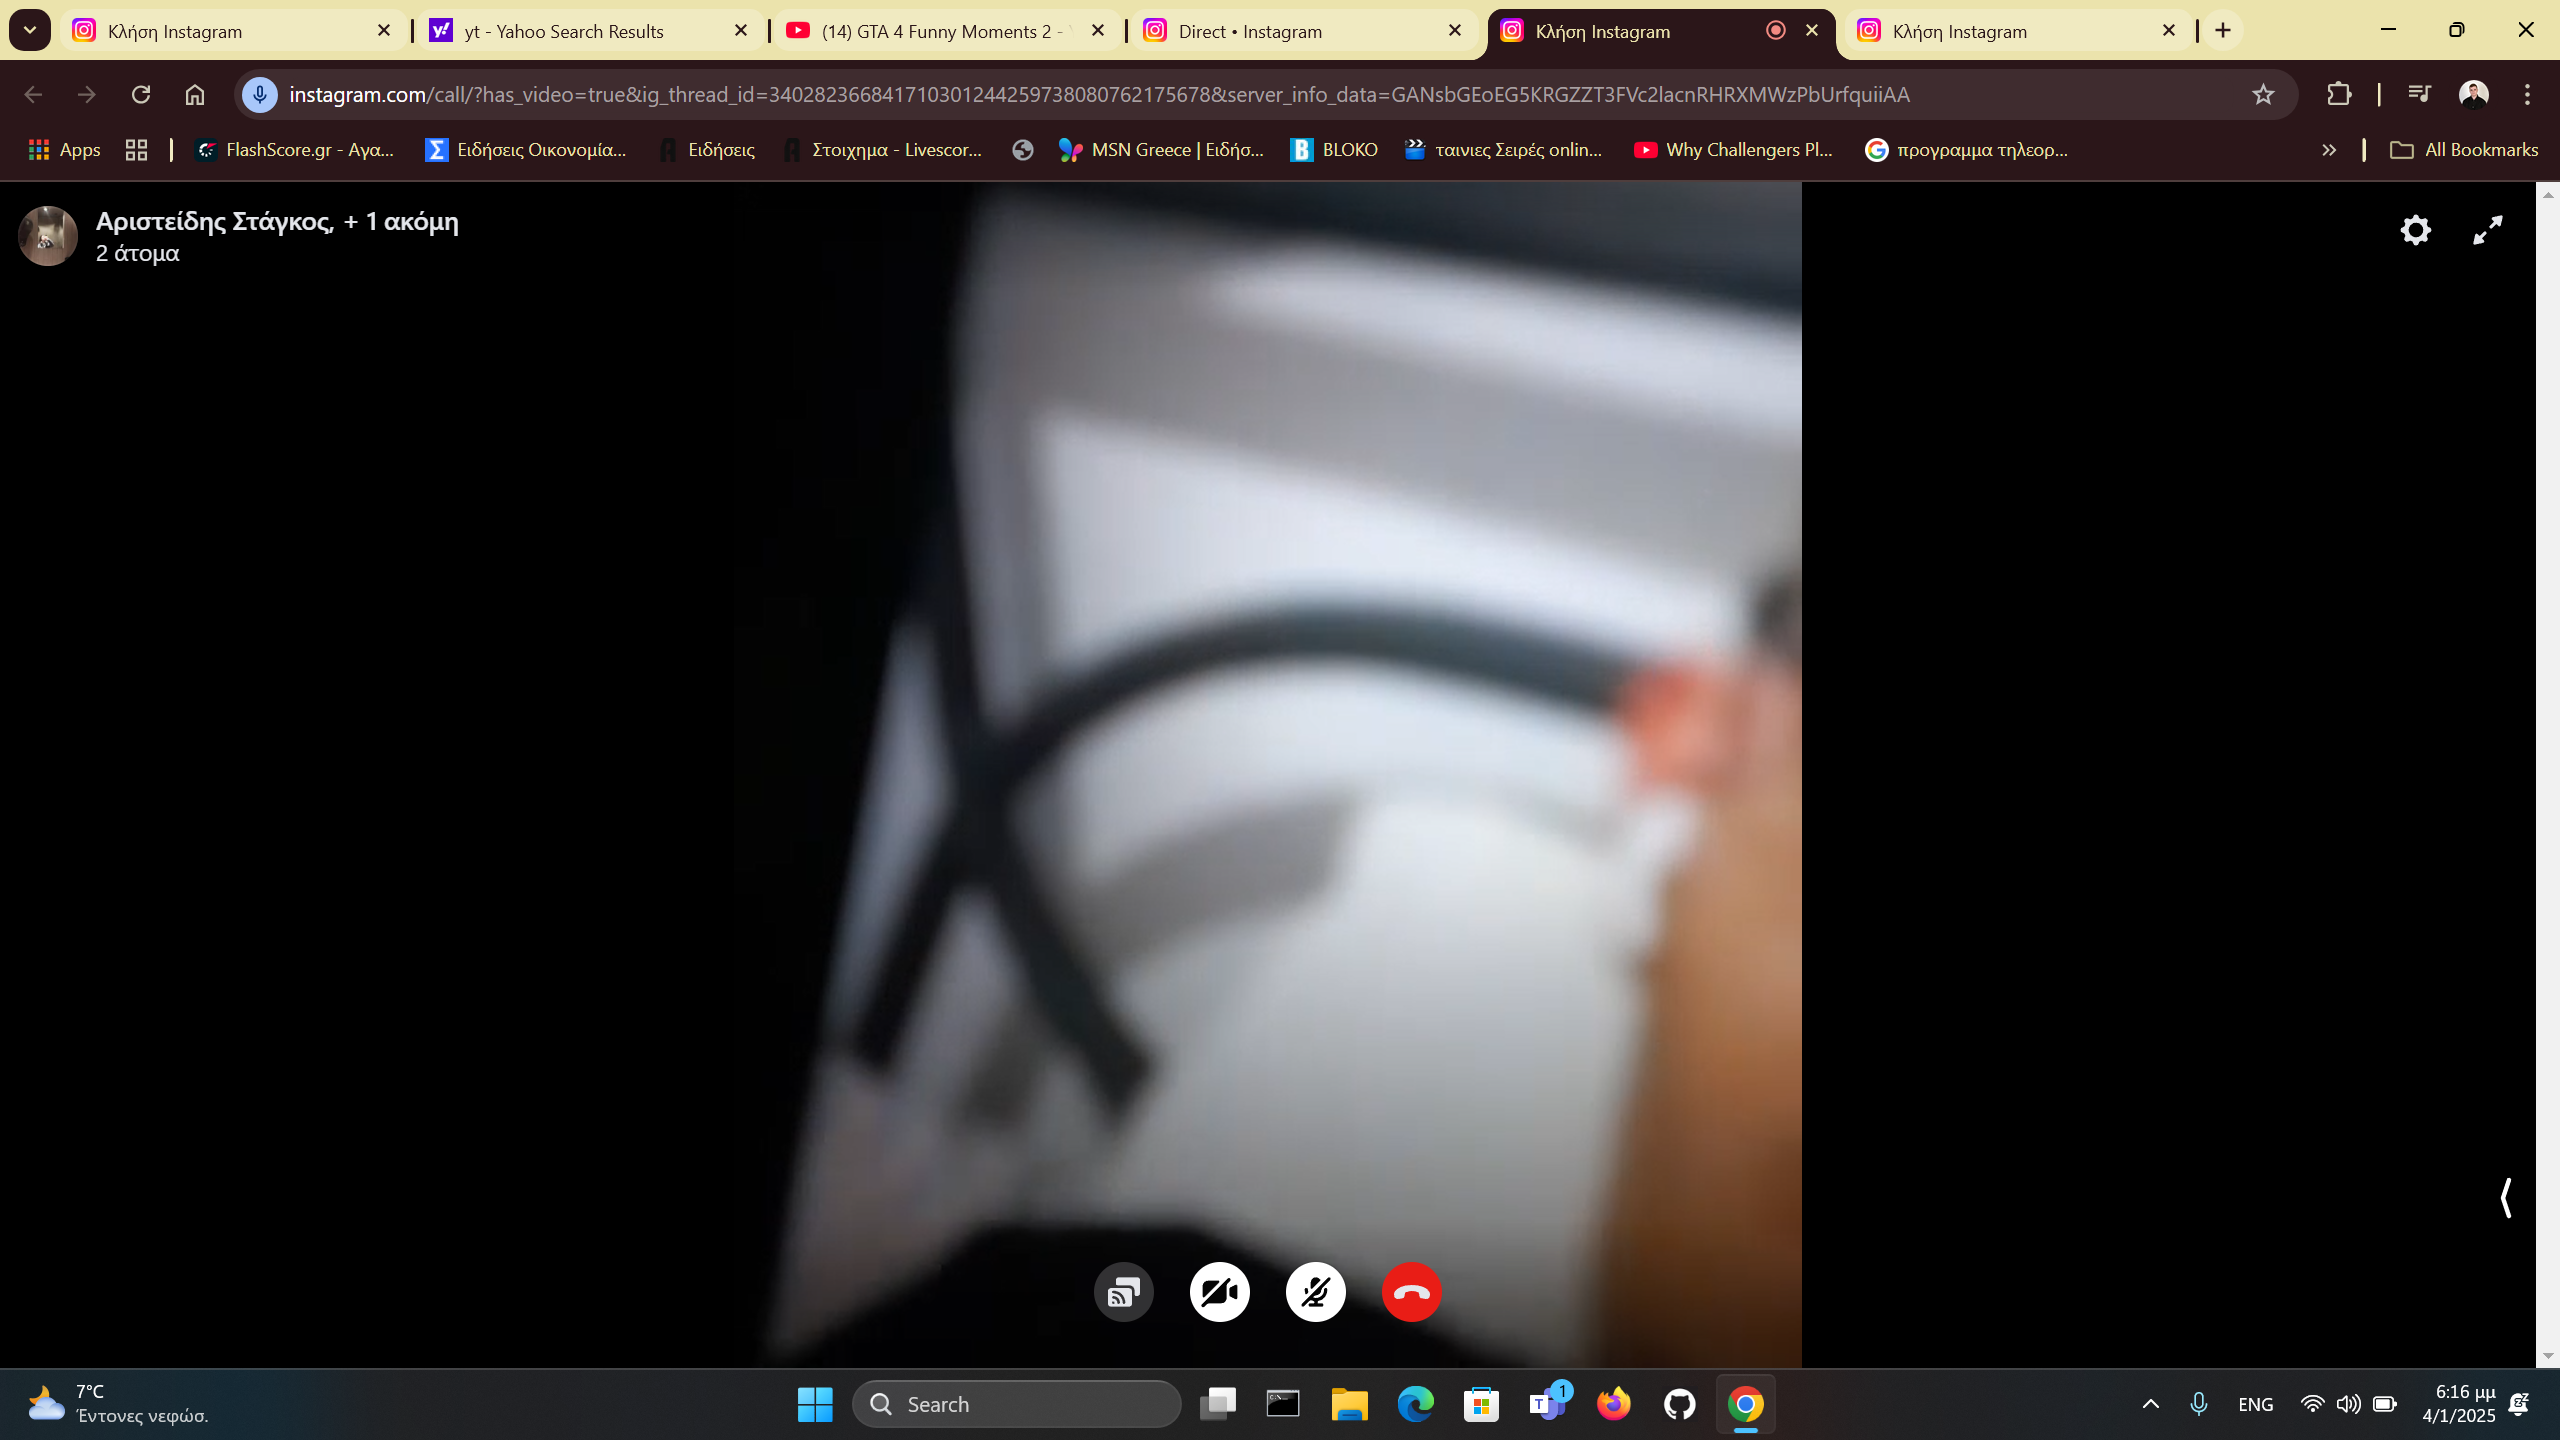 Κλήση Instagram
yt - Yahoo Search Results
(14) GTA 4 Funny Moments 2 -
Direct • Instagram
Κλήση Instagram
Κλήση Instagram
instagram.com/call/?has_video=true&ig_thread_id=340282366841710301244259738080762175678&server_info_data=GANsbGEoEG5KRGZZT3FVc2lacnRHRXMWzPbUrfquiiAA
Apps
FlashScore.gr - Αγα...
Ειδήσεις Οικονομία...
Ειδήσεις
Στοιχημα - Livescor...
MSN Greece | Ειδήσ...
BLOKO
ταινιες Σειρές onlin...
Why Challengers Pl...
προγραμμα τηλεορ...
All Bookmarks
Αριστείδης Στάγκος, + 1 ακόμη
2 άτομα
7°C
Έντονες νεφώσ.
Search
1
ENG
6:16 μμ
4/1/2025